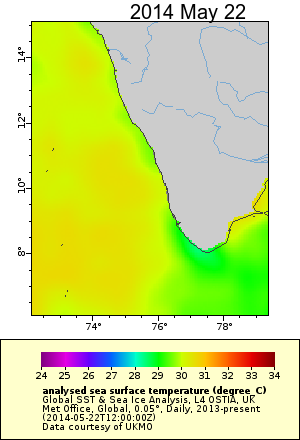 2014 May 22
14°
12°
10°
8°
74° 76° 78°
24 25 26 27 28 29 30 31 32 33 34
analysed sea surface temperature (degree_C)
Global SST & Sea Ice Analysis, L4 OSTIA, UK
Met Office, Global, 0.05°, Daily, 2013-present
(2014-05-22T12:00:00Z)
Data courtesy of UKMO